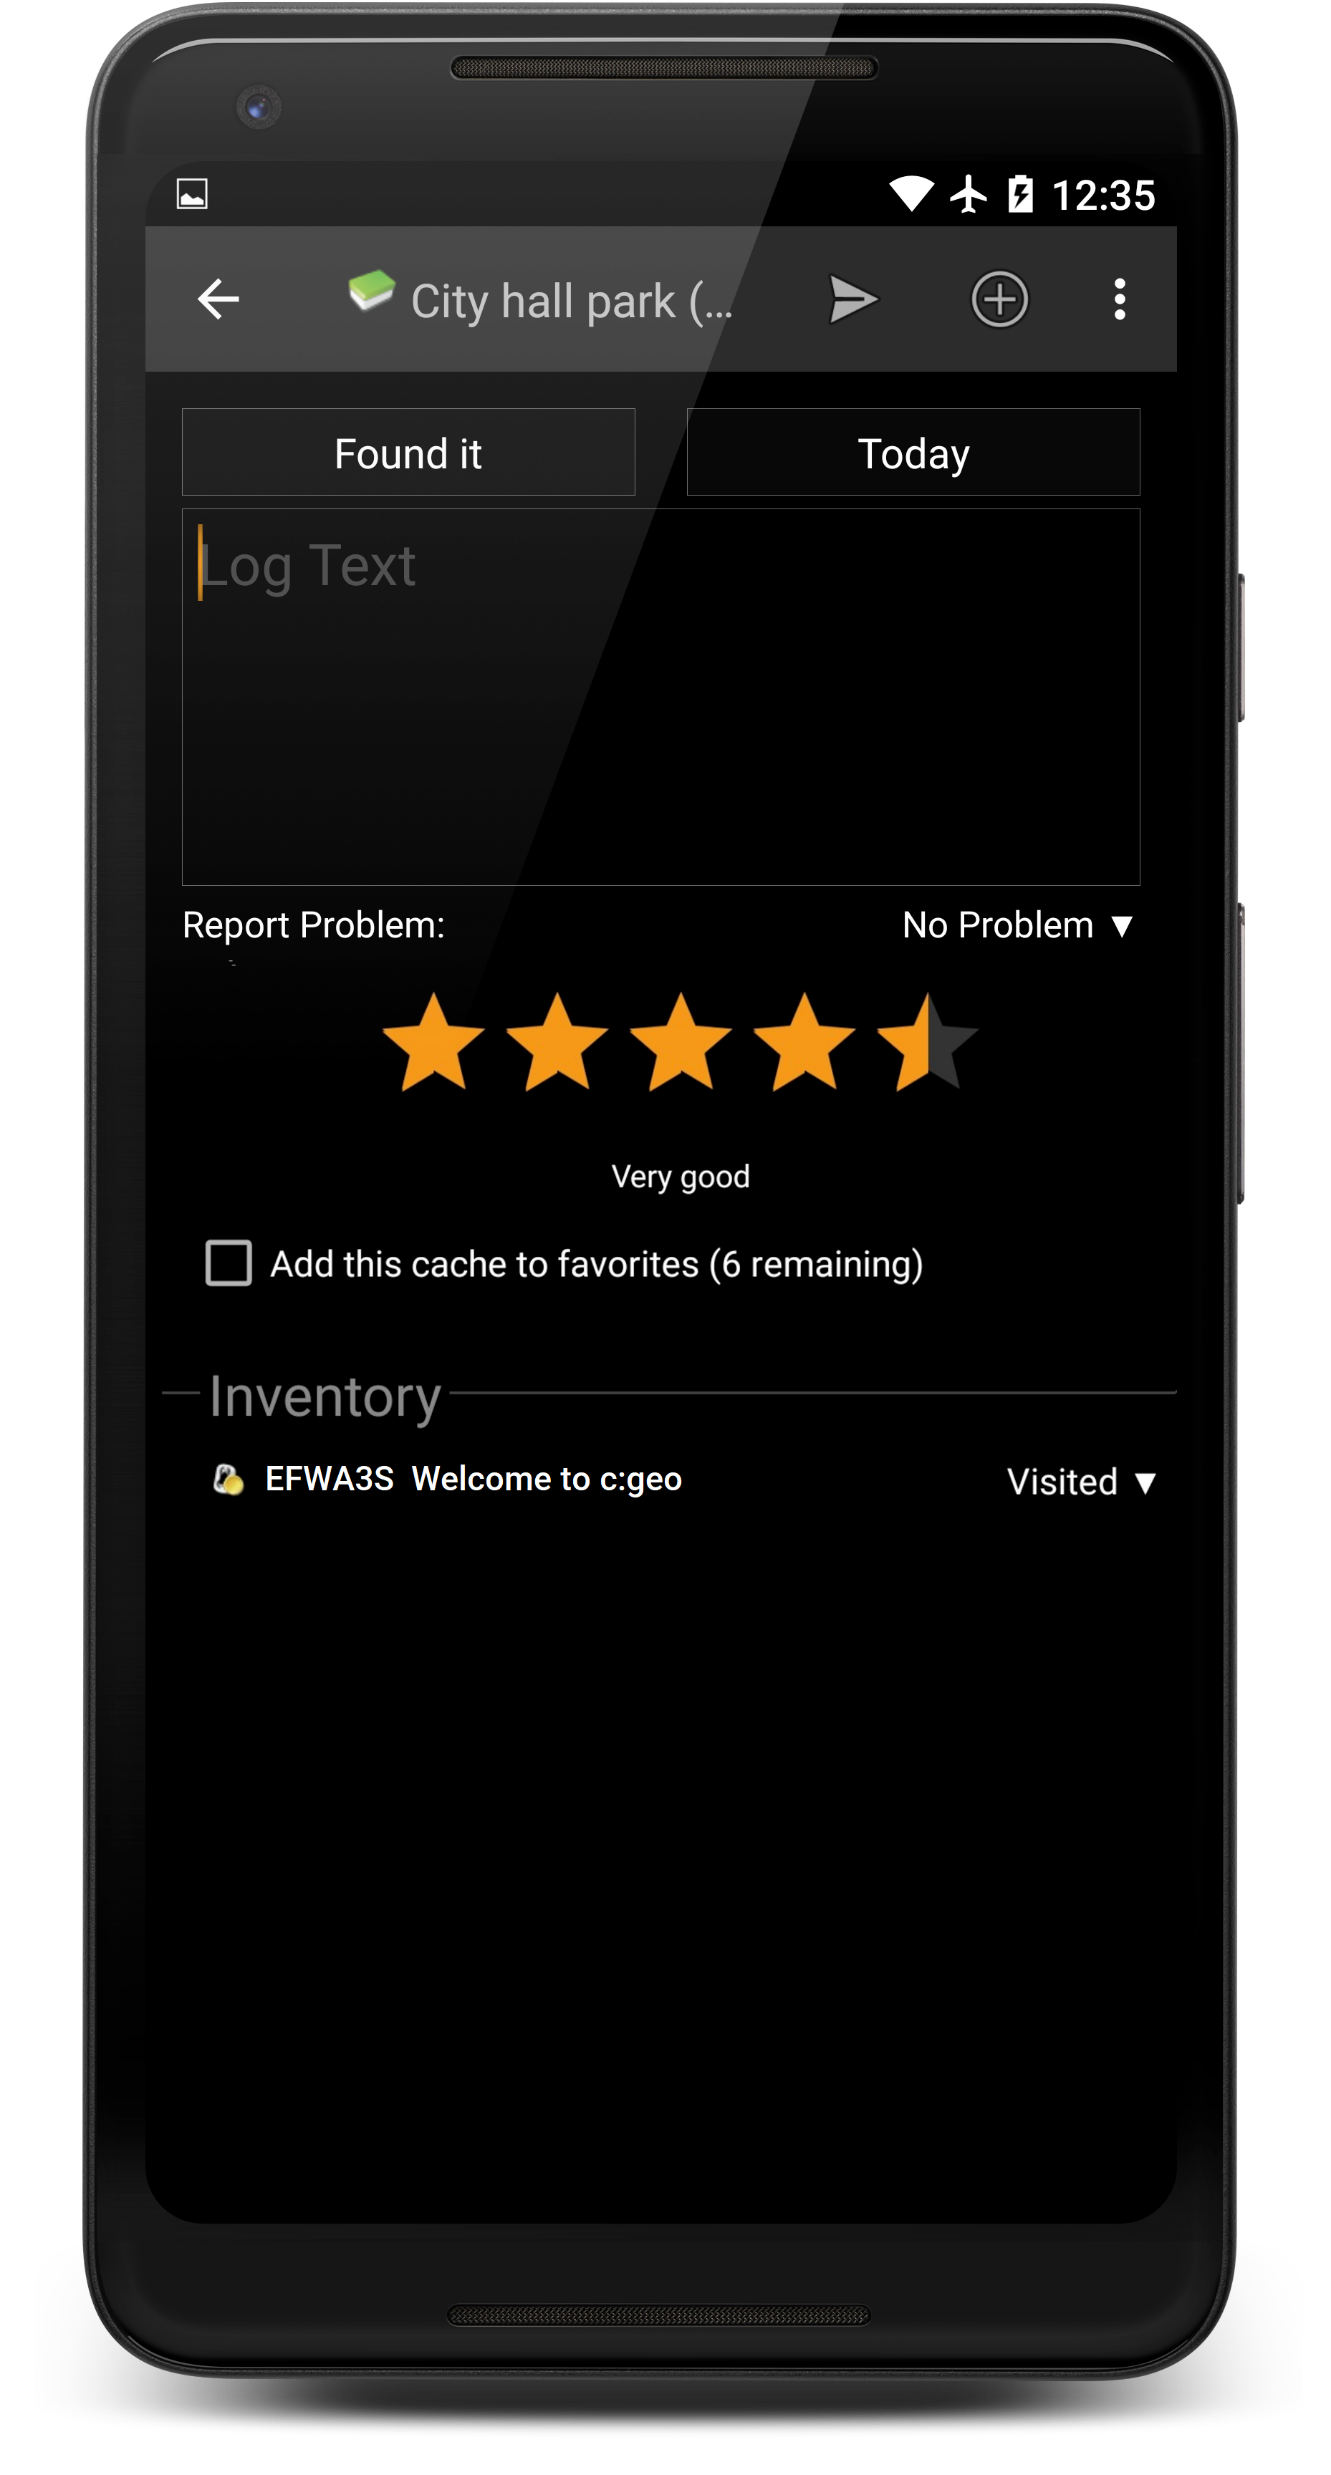 12:35
City hall park (...
Found it
Today
Log Text
Report Problem:
No Problem ▼
Very good
Add this cache to favorites (6 remaining)
Inventory
EFWA3S Welcome to c:geo
Visited ▼